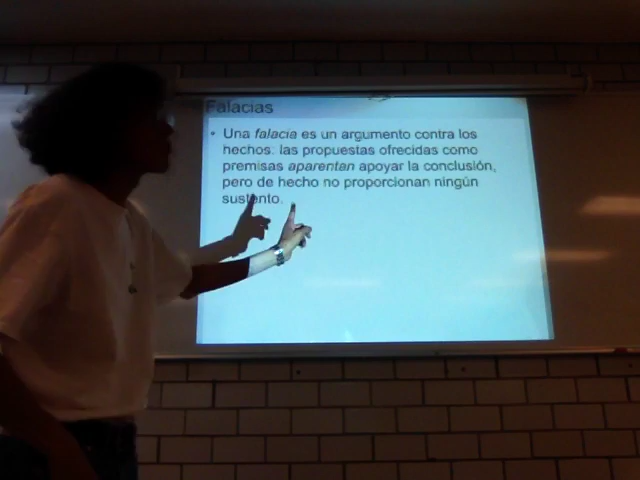 Falacias
• Una falacia es un argumento contra los
hechos: las propuestas ofrecidas como
premisas aparentan apoyar la conclusión,
pero de hecho no proporcionan ningún
sustento.